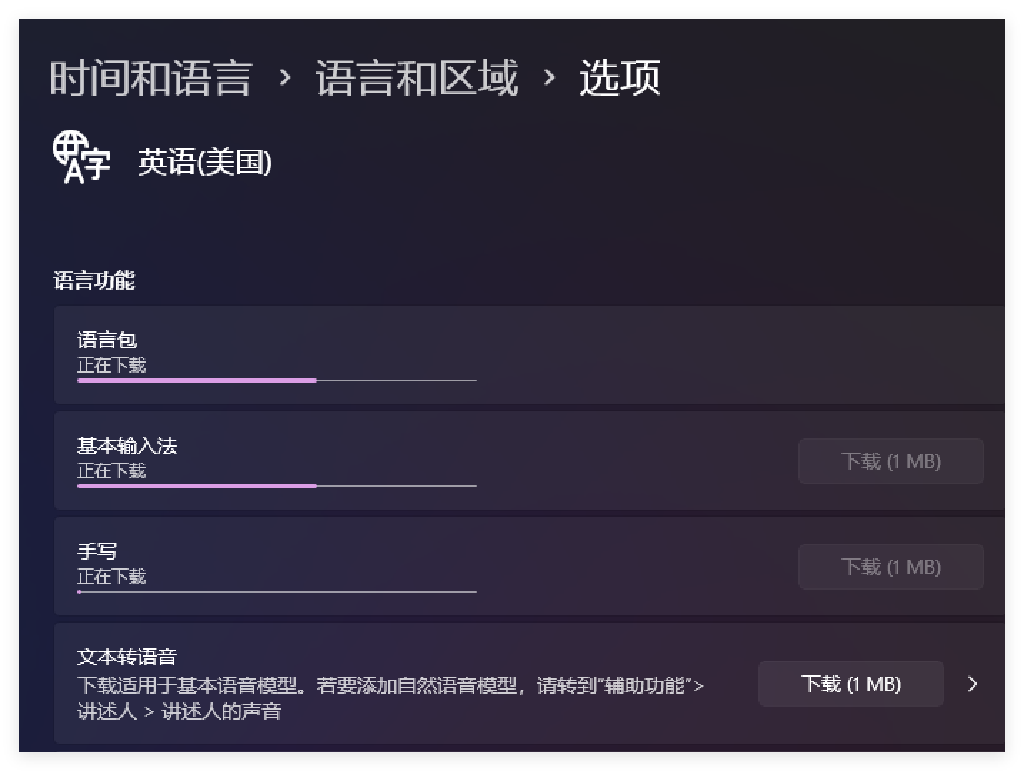 时间和语言 › 语言和区域 › 选项
英语(美国)
语言功能
语言包
正在下载
基本输入法
正在下载
下载 (1 MB)
手写
正在下载
下载 (1 MB)
文本转语音
下载适用于基本语音模型。若要添加自然语音模型，请转到“辅助功能”>
讲述人 > 讲述人的声音
下载 (1 MB)